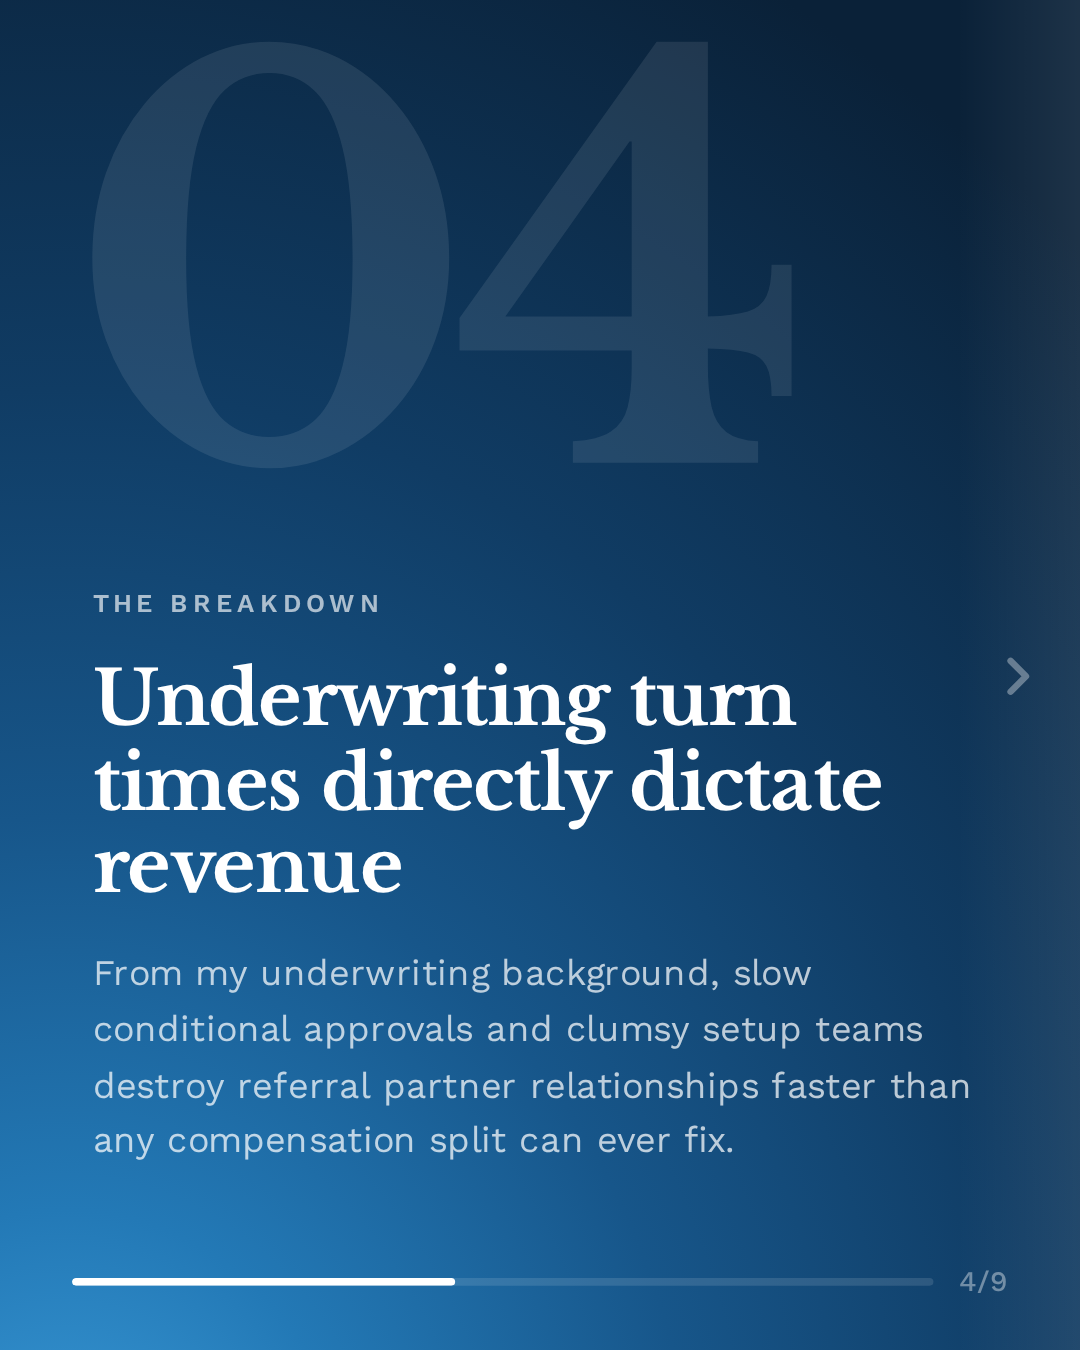 04
THE BREAKDOWN
Underwriting turn
times directly dictate
revenue
From my underwriting background, slow
conditional approvals and clumsy setup teams
destroy referral partner relationships faster than
any compensation split can ever fix.
4/9